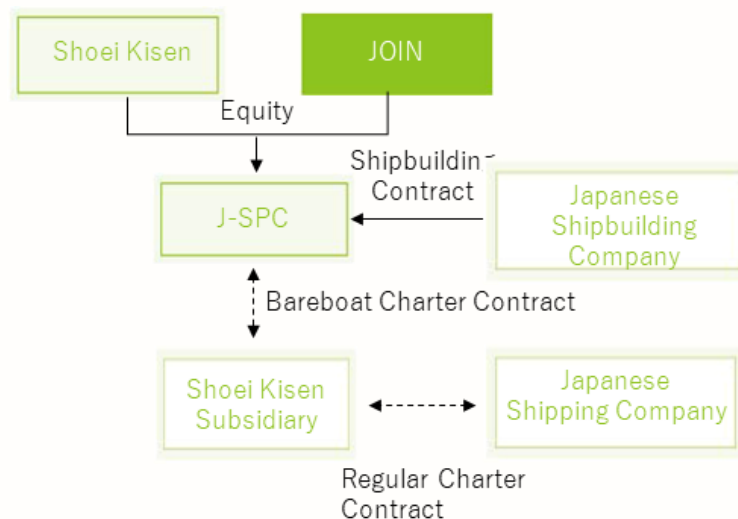 Shoei Kisen
JOIN
Equity
Shipbuilding
Contract
J-SPC
Japanese
Shipbuilding
Company
Bareboat Charter Contract
Shoei Kisen
Subsidiary
Japanese
Shipping Company
Regular Charter
Contract